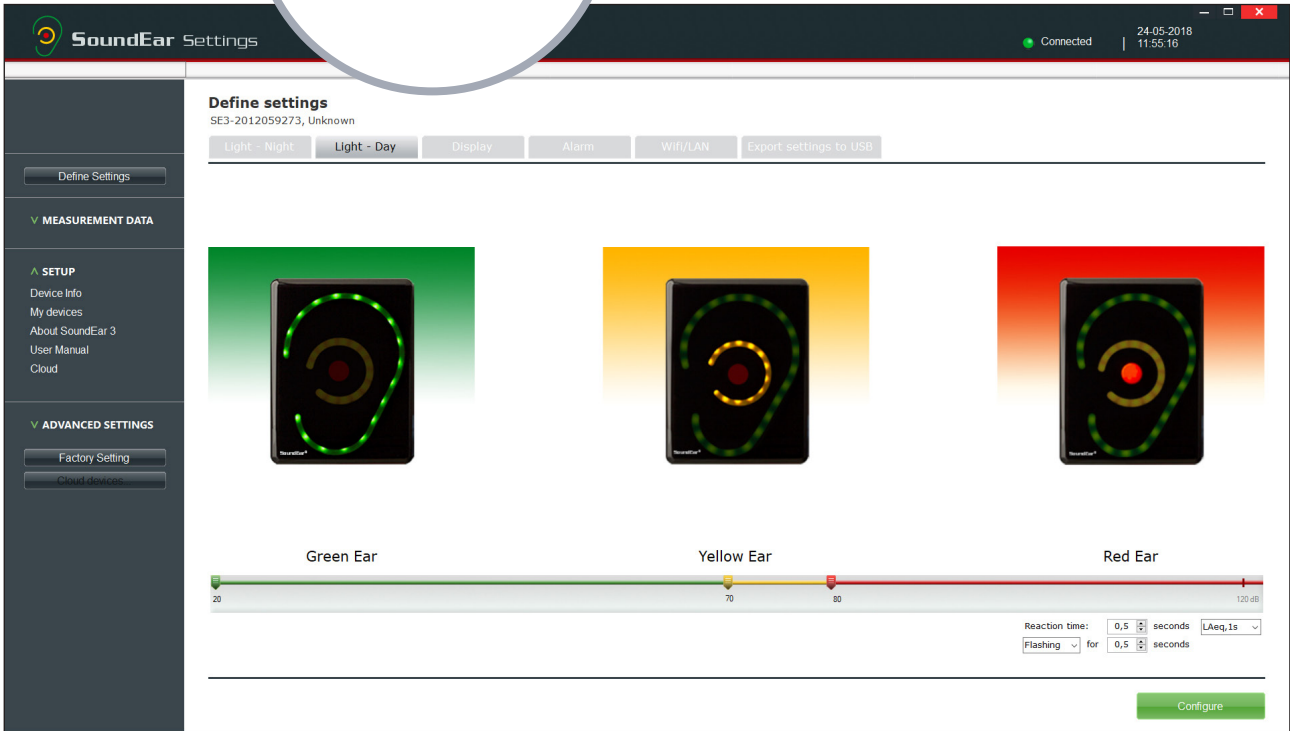 SoundEar Settings
Connected
24-05-2018
11:55:16
Define settings
SE3-2012059273, Unknown
Light - Night
Light - Day
Display
Alarm
Wifi/LAN
Export settings to USB
Define Settings
MEASUREMENT DATA
SETUP
Device Info
My devices
About SoundEar 3
User Manual
Cloud
ADVANCED SETTINGS
Factory Setting
Cloud devices...
SoundEar®
SoundEar®
SoundEar®
Green Ear
Yellow Ear
Red Ear
20
70
80
120 dB
Reaction time: 0,5 seconds LAeq,1s
Flashing for 0,5 seconds
Configure